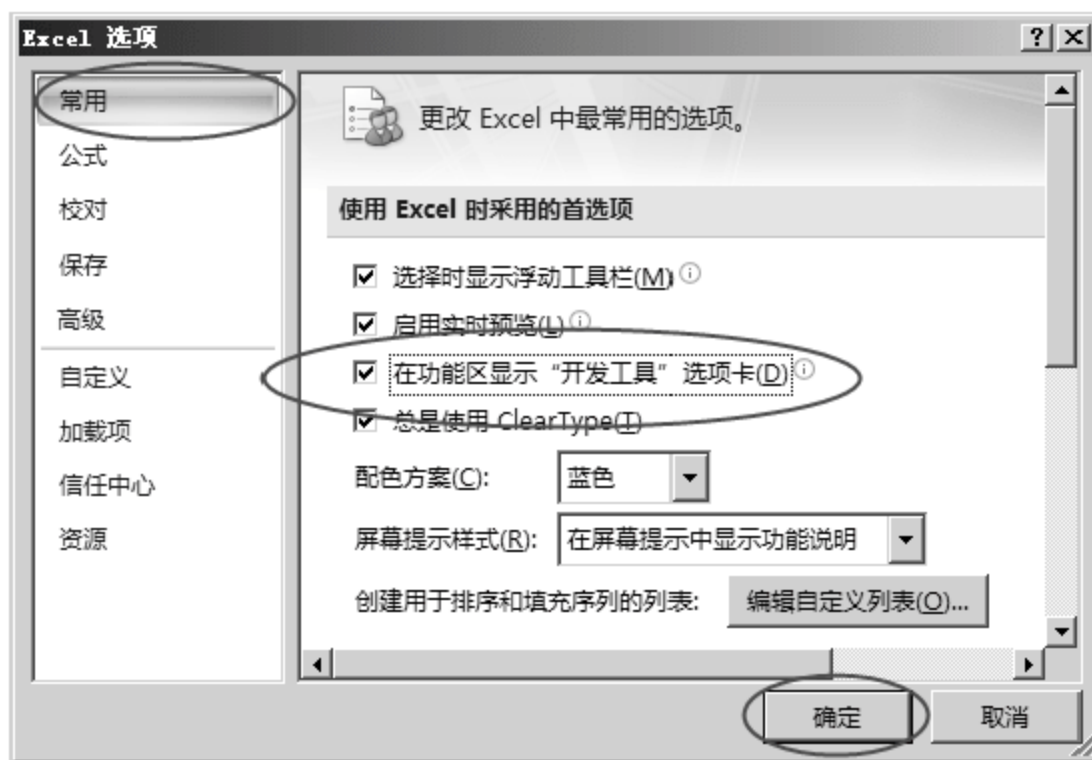 Excel 选项
常用
公式
校对
保存
高级
自定义
加载项
信任中心
资源
更改 Excel 中最常用的选项。
使用 Excel 时采用的首选项
选择时显示浮动工具栏(M)
启用实时预览(L)
在功能区显示“开发工具”选项卡(D)
总是使用 ClearType(T)
配色方案(C): 蓝色
屏幕提示样式(R): 在屏幕提示中显示功能说明
创建用于排序和填充序列的列表: 编辑自定义列表(O)...
确定 取消